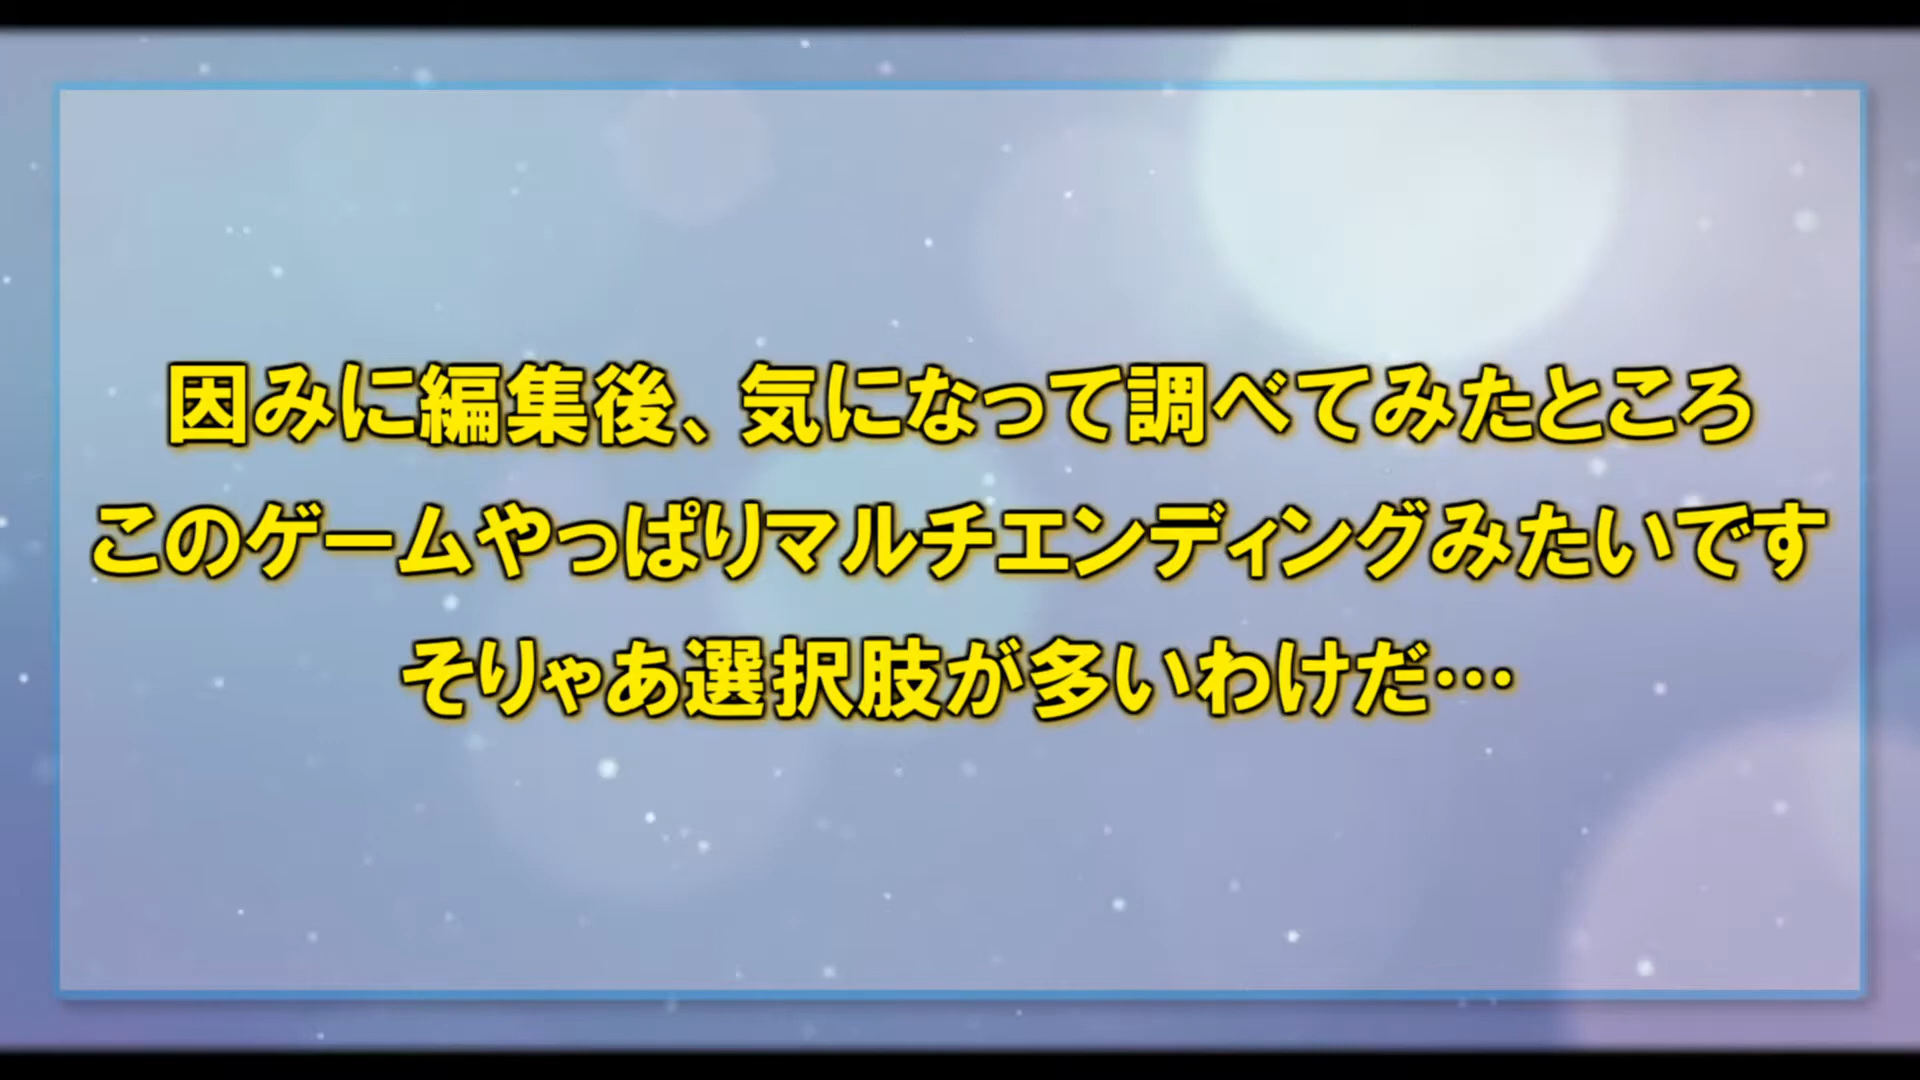 因みに編集後、気になって調べてみたところ
このゲームやっぱりマルチエンディングみたいです
そりゃあ選択肢が多いわけだ…